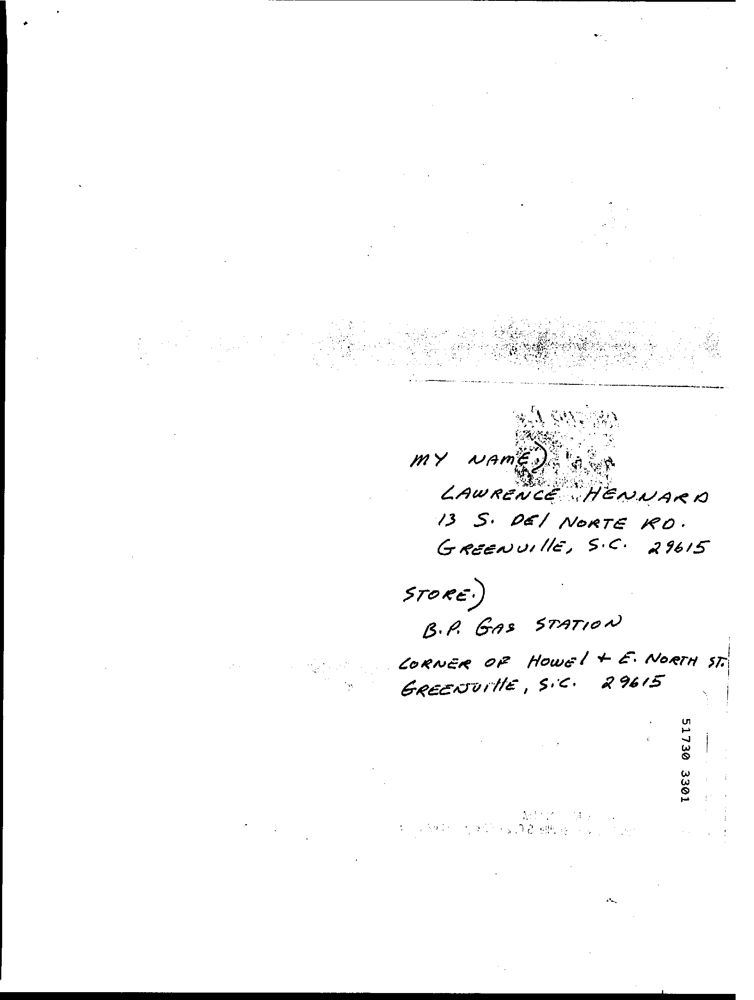 MY NAME.)
LAWRENCE HENNARD
13 S. DEl NORTE RD.
GREENVIllE, S.C. 29615
STORE.)
B.P. GAS STATION
CORNER OF HOWEl + E. NORTH ST.
GREENVIllE, S.C. 29615
51730 3301